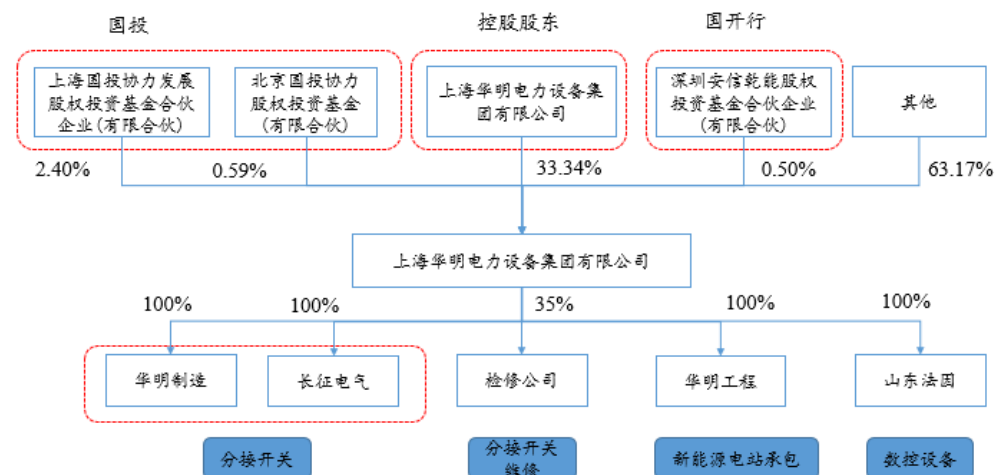 国投
控股股东
国开行
上海国投协力发展
股权投资基金合伙
企业(有限合伙)
北京国投协力
股权投资基金
(有限合伙)
上海华明电力设备集
团有限公司
深圳安信乾能股权
投资基金合伙企业
(有限合伙)
其他
2.40%
0.59%
33.34%
0.50%
63.17%
上海华明电力设备集团有限公司
100%
100%
35%
100%
100%
华明制造
长征电气
检修公司
华明工程
山东法因
分接开关
分接开关
维修
新能源电站承包
数控设备